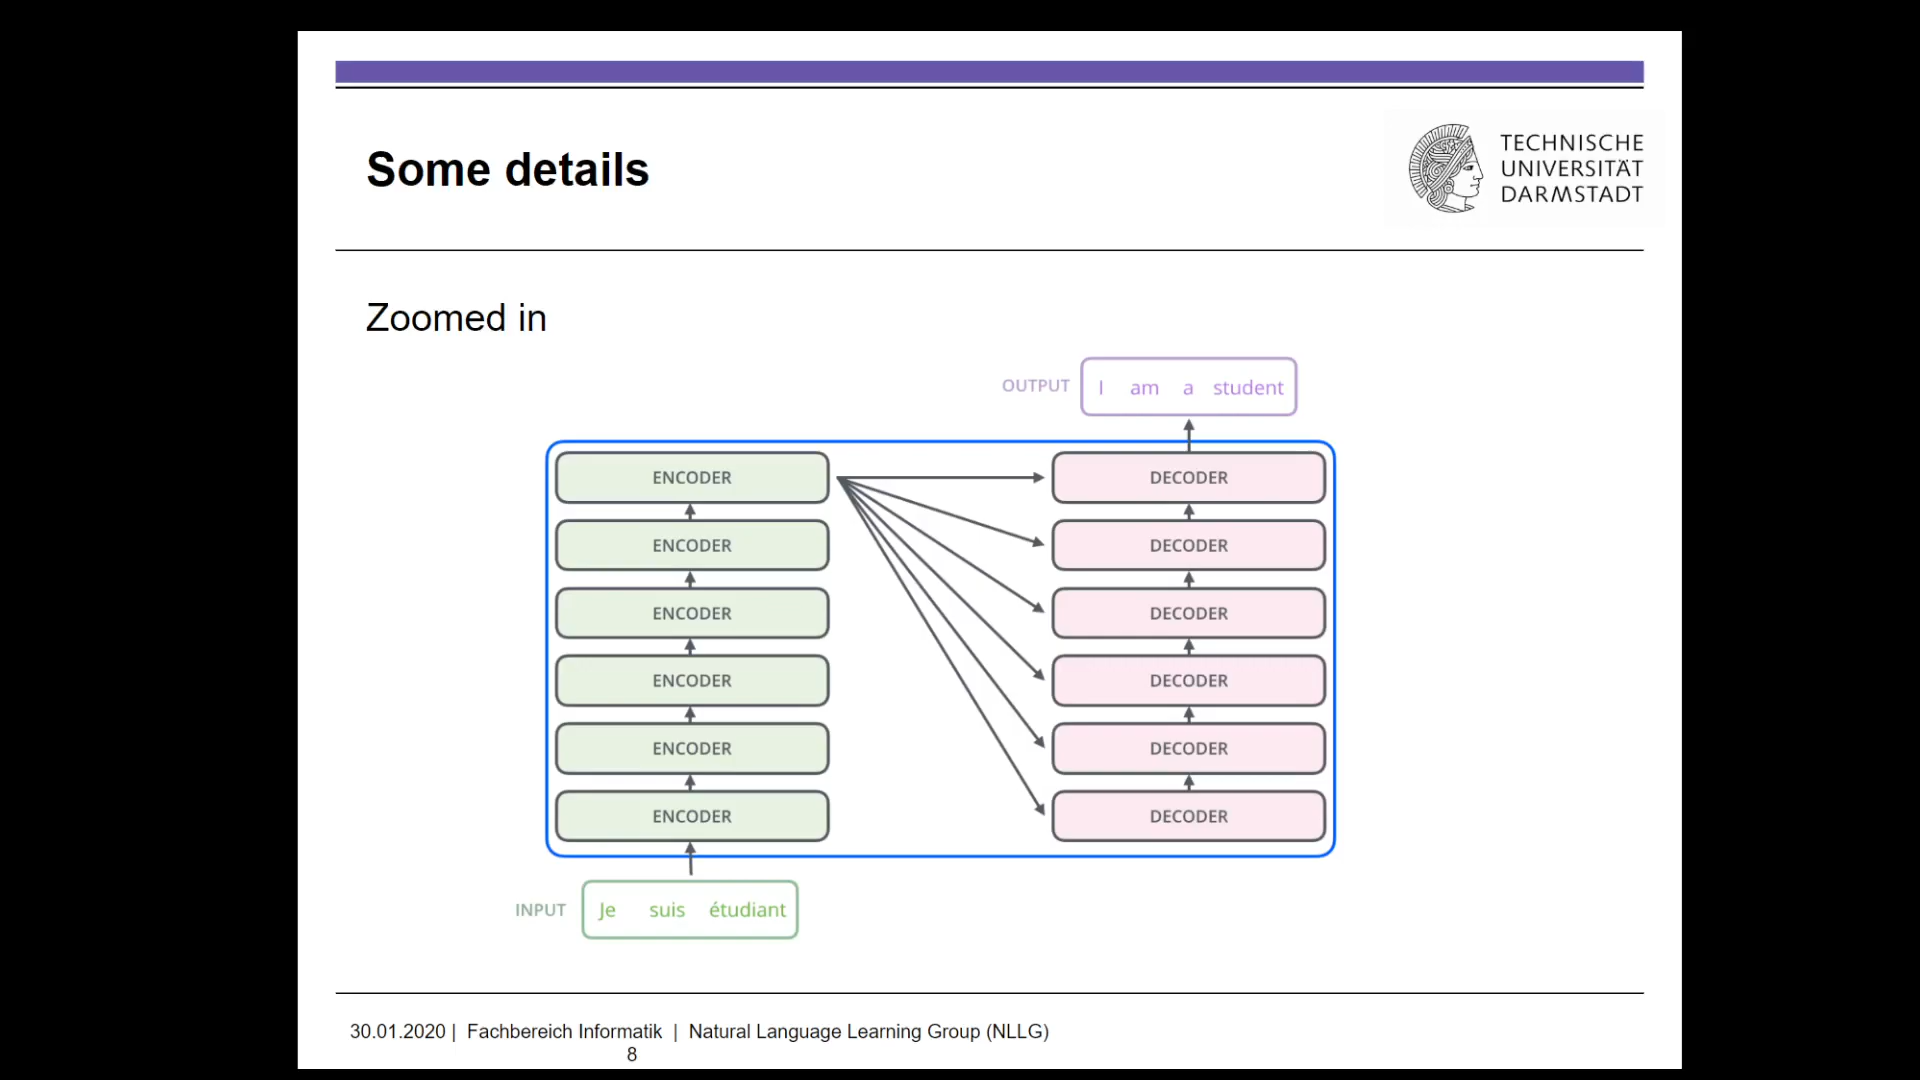 Some details
TECHNISCHE
UNIVERSITÄT
DARMSTADT
Zoomed in
OUTPUT I am a student
ENCODER DECODER
ENCODER DECODER
ENCODER DECODER
ENCODER DECODER
ENCODER DECODER
ENCODER DECODER
INPUT Je suis étudiant
30.01.2020 | Fachbereich Informatik | Natural Language Learning Group (NLLG)
8